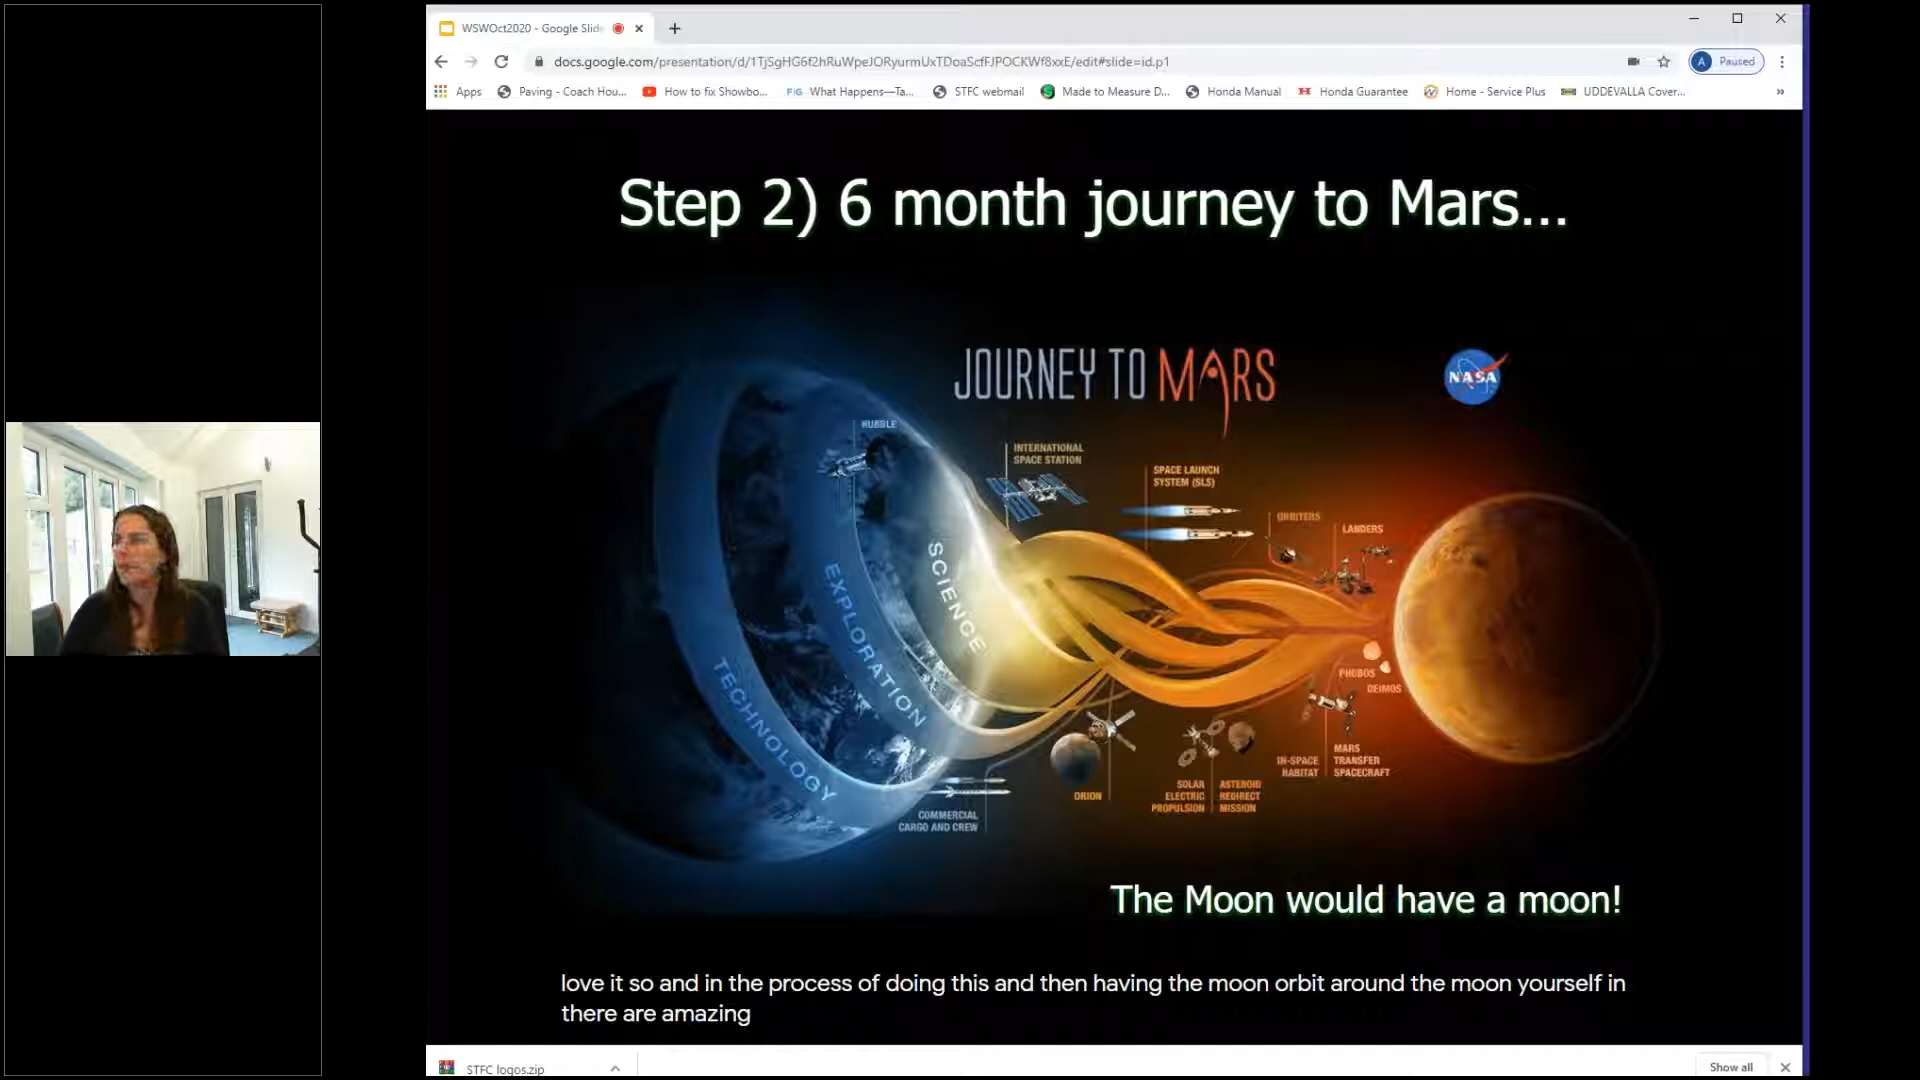 WSWOct2020 - Google Slid
docs.google.com/presentation/d/1TjSgHG6f2hRuWpeJORyurmUxTDoaScfFJPOCKWf8xxE/edit#slide=id.p1
A Paused
Apps
Paving - Coach Hou...
How to fix Showbo...
FIG What Happens—Ta...
STFC webmail
Made to Measure D...
Honda Manual
Honda Guarantee
Home - Service Plus
UDDEVALLA Cover...
Step 2) 6 month journey to Mars...
JOURNEY TO MARS
NASA
HUBBLE
INTERNATIONAL
SPACE STATION
SPACE LAUNCH
SYSTEM (SLS)
ORBITERS
LANDERS
SCIENCE
EXPLORATION
TECHNOLOGY
PHOBOS
DEIMOS
MARS
TRANSFER
SPACECRAFT
IN-SPACE
HABITAT
ASTEROID
REDIRECT
MISSION
SOLAR
ELECTRIC
PROPULSION
ORION
COMMERCIAL
CARGO AND CREW
The Moon would have a moon!
love it so and in the process of doing this and then having the moon orbit around the moon yourself in
there are amazing
STFC logos.zip
Show all